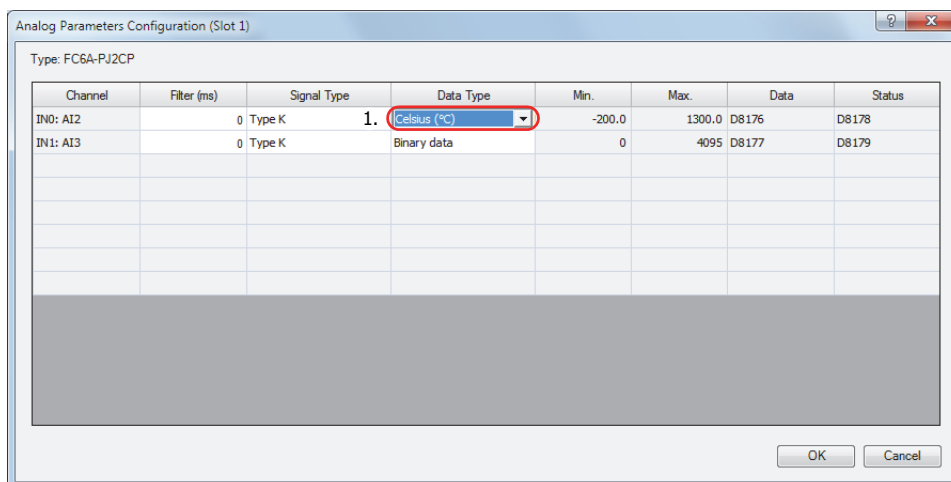 Analog Parameters Configuration (Slot 1) ? x
Type: FC6A-PJ2CP
Channel Filter (ms) Signal Type Data Type Min. Max. Data Status
IN0: AI2 0 Type K 1. Celsius (°C) -200.0 1300.0 D8176 D8178
IN1: AI3 0 Type K Binary data 0 4095 D8177 D8179
OK Cancel